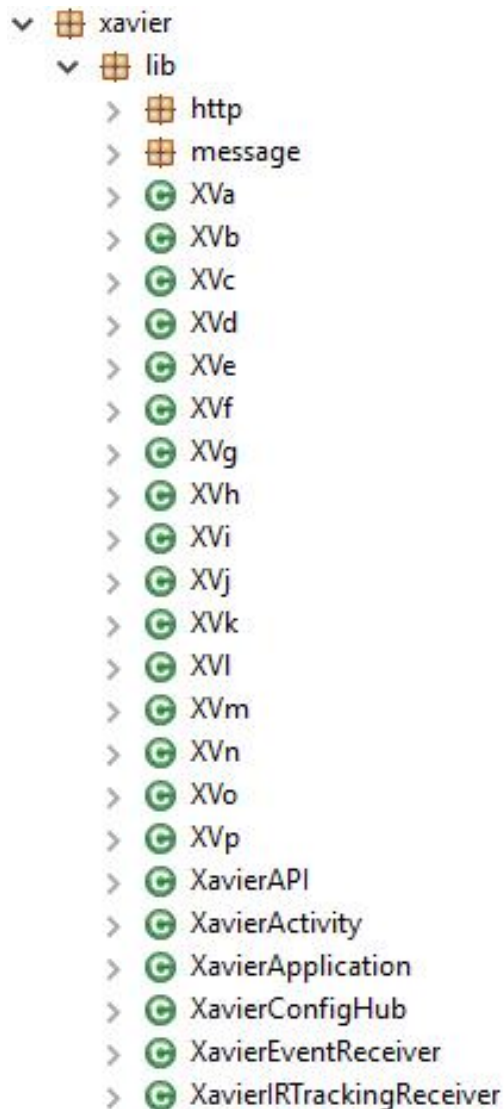 xavier
lib
http
message
XVa
XVb
XVc
XVd
XVe
XVf
XVg
XVh
XVi
XVj
XVk
XVl
XVm
XVn
XVo
XVp
XavierAPI
XavierActivity
XavierApplication
XavierConfigHub
XavierEventReceiver
XavierIRTrackingReceiver